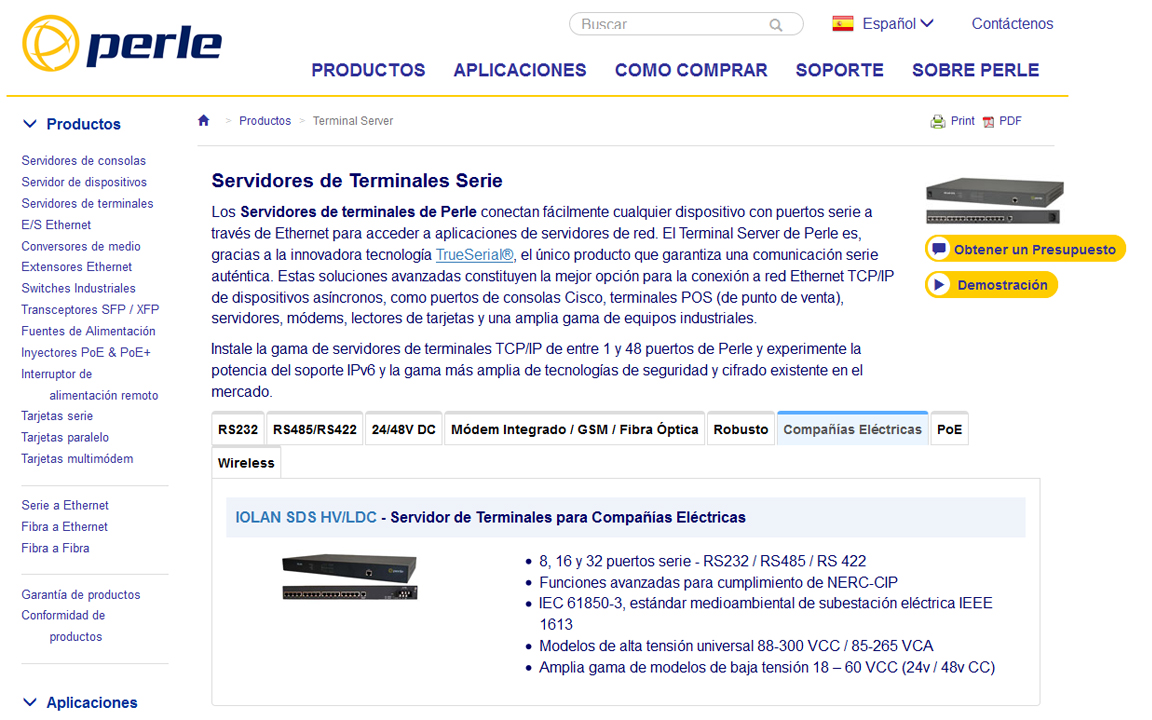 perle
Buscar
Español
Contáctenos
PRODUCTOS APLICACIONES COMO COMPRAR SOPORTE SOBRE PERLE
Productos
Servidores de consolas
Servidor de dispositivos
Servidores de terminales
E/S Ethernet
Conversores de medio
Extensores Ethernet
Switches Industriales
Transceptores SFP / XFP
Fuentes de Alimentación
Inyectores PoE & PoE+
Interruptor de
alimentación remoto
Tarjetas serie
Tarjetas paralelo
Tarjetas multimódem
Serie a Ethernet
Fibra a Ethernet
Fibra a Fibra
Garantía de productos
Conformidad de
productos
Aplicaciones
> Productos > Terminal Server
Print PDF
Servidores de Terminales Serie
Los Servidores de terminales de Perle conectan fácilmente cualquier dispositivo con puertos serie a
través de Ethernet para acceder a aplicaciones de servidores de red. El Terminal Server de Perle es,
gracias a la innovadora tecnología TrueSerial®, el único producto que garantiza una comunicación serie
auténtica. Estas soluciones avanzadas constituyen la mejor opción para la conexión a red Ethernet TCP/IP
de dispositivos asíncronos, como puertos de consolas Cisco, terminales POS (de punto de venta),
servidores, módems, lectores de tarjetas y una amplia gama de equipos industriales.
Instale la gama de servidores de terminales TCP/IP de entre 1 y 48 puertos de Perle y experimente la
potencia del soporte IPv6 y la gama más amplia de tecnologías de seguridad y cifrado existente en el
mercado.
perle
Obtener un Presupuesto
Demostración
RS232 RS485/RS422 24/48V DC Módem Integrado / GSM / Fibra Óptica Robusto Compañías Eléctricas PoE
Wireless
IOLAN SDS HV/LDC - Servidor de Terminales para Compañías Eléctricas
perle
• 8, 16 y 32 puertos serie - RS232 / RS485 / RS 422
• Funciones avanzadas para cumplimiento de NERC-CIP
• IEC 61850-3, estándar medioambiental de subestación eléctrica IEEE
1613
• Modelos de alta tensión universal 88-300 VCC / 85-265 VCA
• Amplia gama de modelos de baja tensión 18 – 60 VCC (24v / 48v CC)